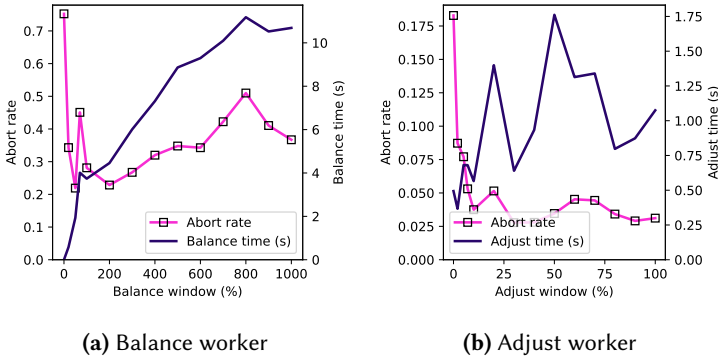 0.7
0.6
0.5
0.4
0.3
0.2
0.1
0.0
Abort rate
10
8
6
4
2
0
Balance time (s)
0 200 400 600 800 1000
Balance window (%)
Abort rate
Balance time (s)
(a) Balance worker
0.175
0.150
0.125
0.100
0.075
0.050
0.025
0.000
Abort rate
1.75
1.50
1.25
1.00
0.75
0.50
0.25
0.00
Adjust time (s)
0 25 50 75 100
Adjust window (%)
Abort rate
Adjust time (s)
(b) Adjust worker